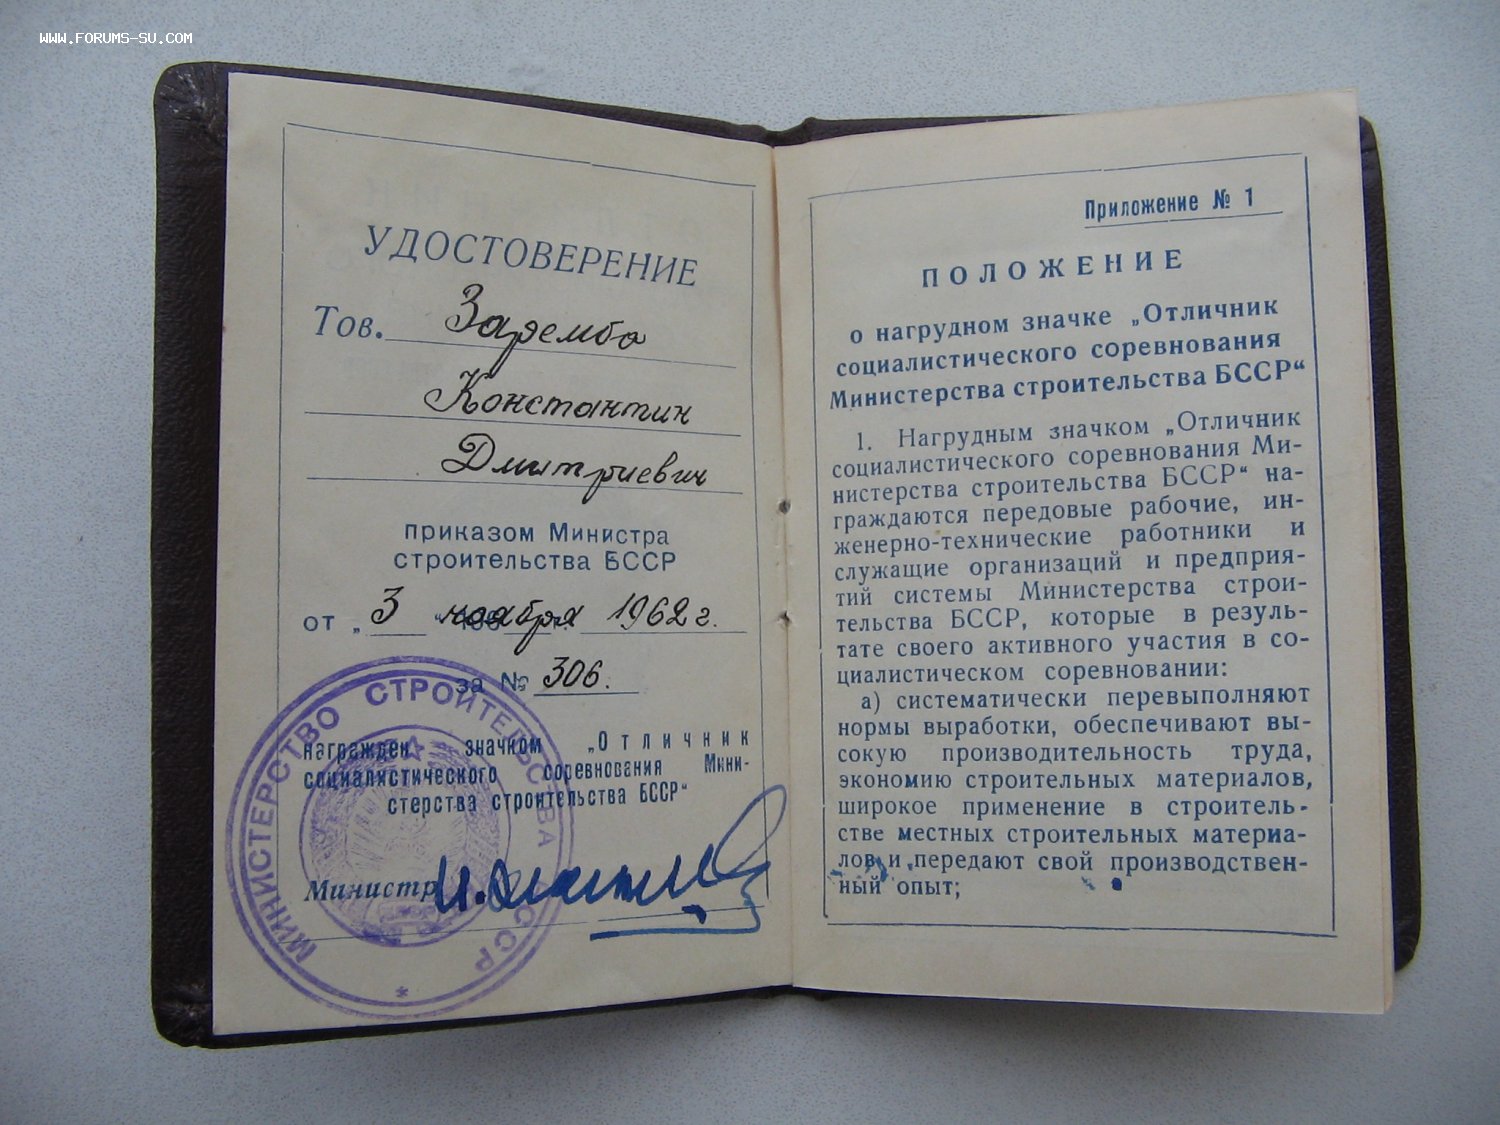 WWW.FORUMS-SU.COM
УДОСТОВЕРЕНИЕ
Тов. Зарембо
Константин
Дмитриевич
приказом Министра
строительства БССР
от „ 3 “ ноября 1962 г.
за № 306.
награжден значком „Отличник
социалистического соревнования Мини-
стерства строительства БССР“
Министр
МИНИСТЕРСТВО СТРОИТЕЛЬСТВА БССР
Приложение № 1
ПОЛОЖЕНИЕ
о нагрудном значке „Отличник
социалистического соревнования
Министерства строительства БССР“
1. Нагрудным значком „Отличник
социалистического соревнования Ми-
нистерства строительства БССР“ на-
граждаются передовые рабочие, ин-
женерно-технические работники и
служащие организаций и предприя-
тий системы Министерства строи-
тельства БССР, которые в резуль-
тате своего активного участия в со-
циалистическом соревновании:
а) систематически перевыполняют
нормы выработки, обеспечивают вы-
сокую производительность труда,
экономию строительных материалов,
широкое применение в строитель-
стве местных строительных материа-
лов и передают свой производствен-
ный опыт;